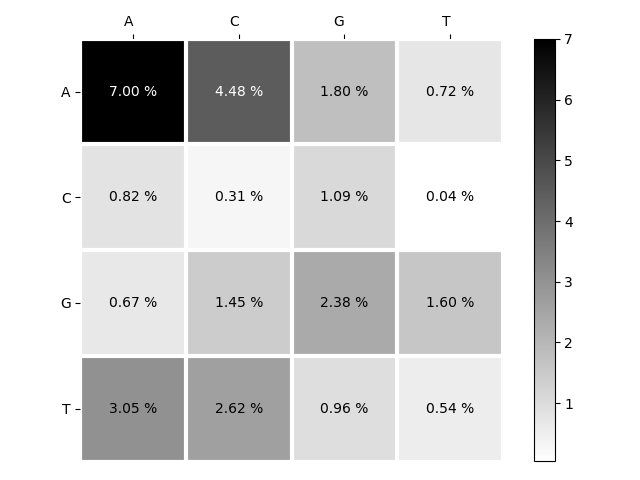 A C G T
A 7.00 % 4.48 % 1.80 % 0.72 %
C 0.82 % 0.31 % 1.09 % 0.04 %
G 0.67 % 1.45 % 2.38 % 1.60 %
T 3.05 % 2.62 % 0.96 % 0.54 %
7
6
5
4
3
2
1